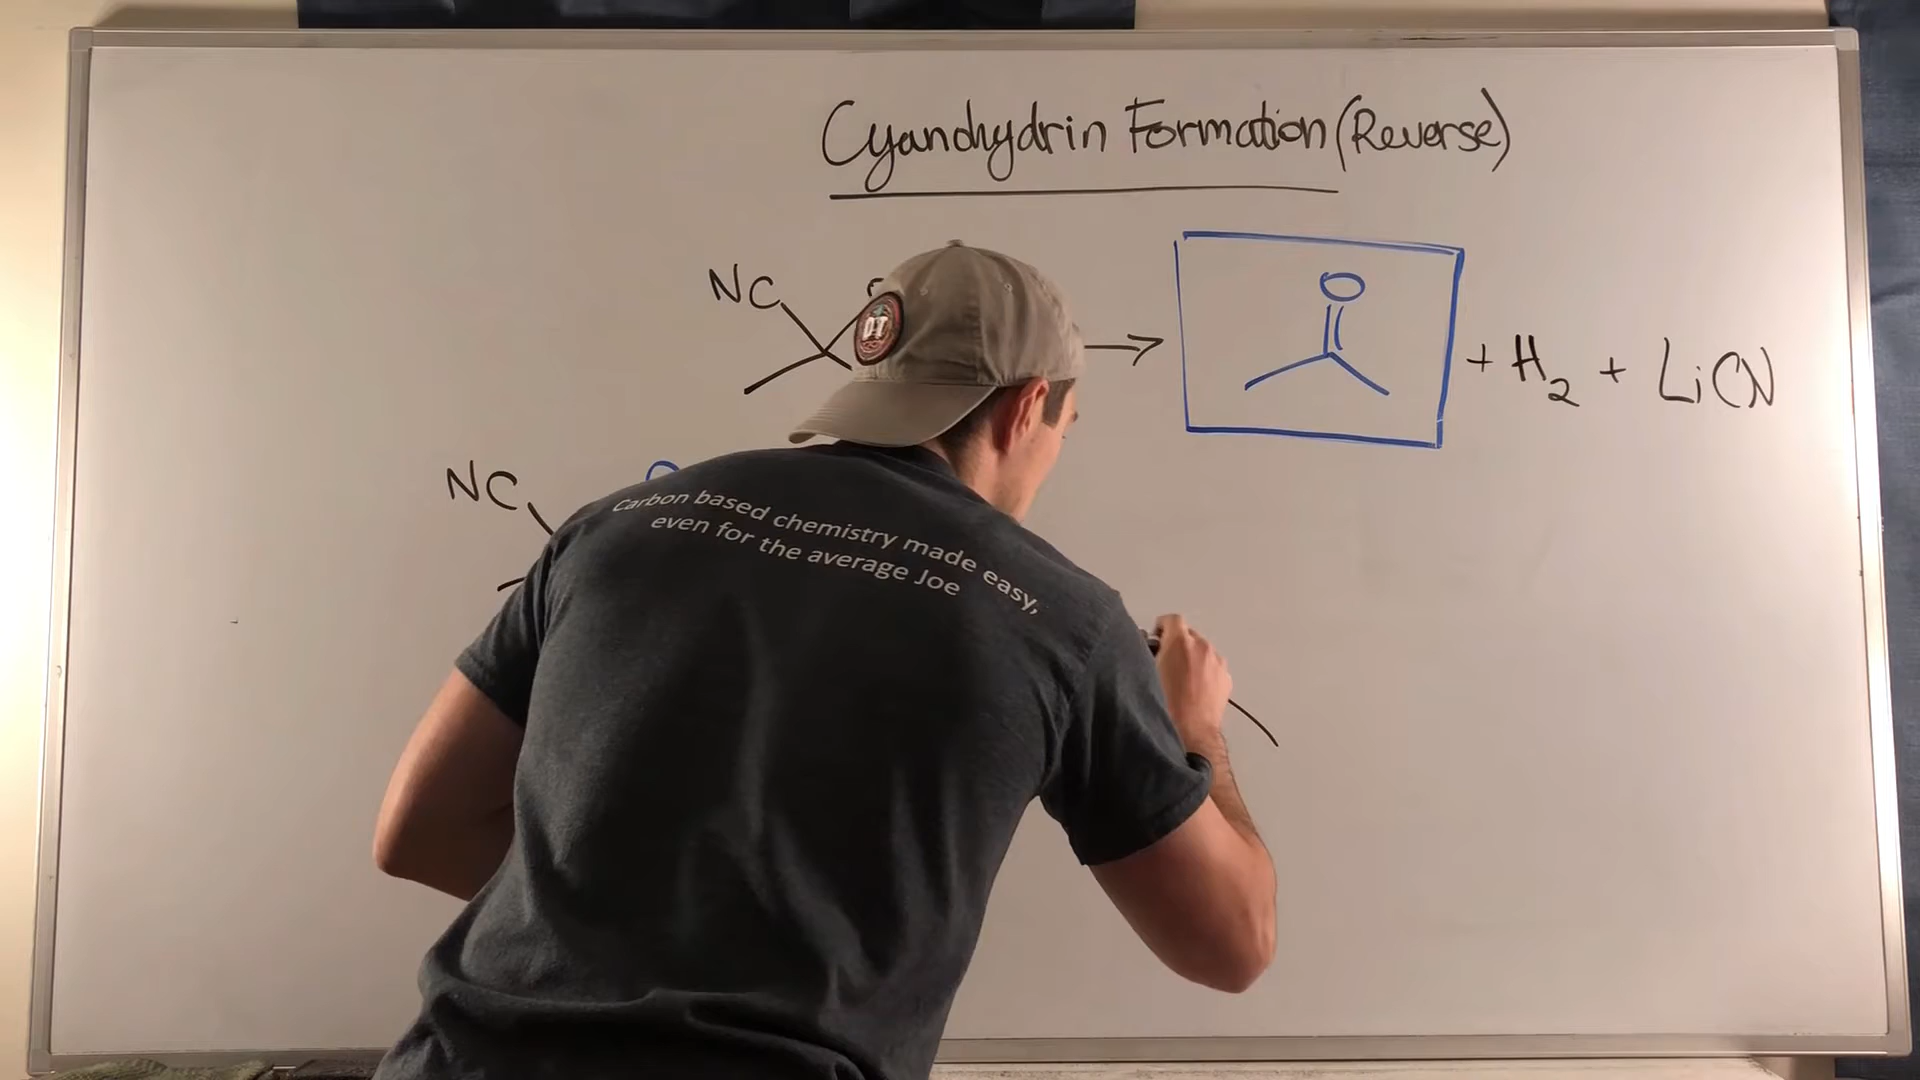 Cyanohydrin Formation (Reverse)
NC
O
+ H2 + LiCN
NC
Carbon based chemistry made easy,
even for the average Joe